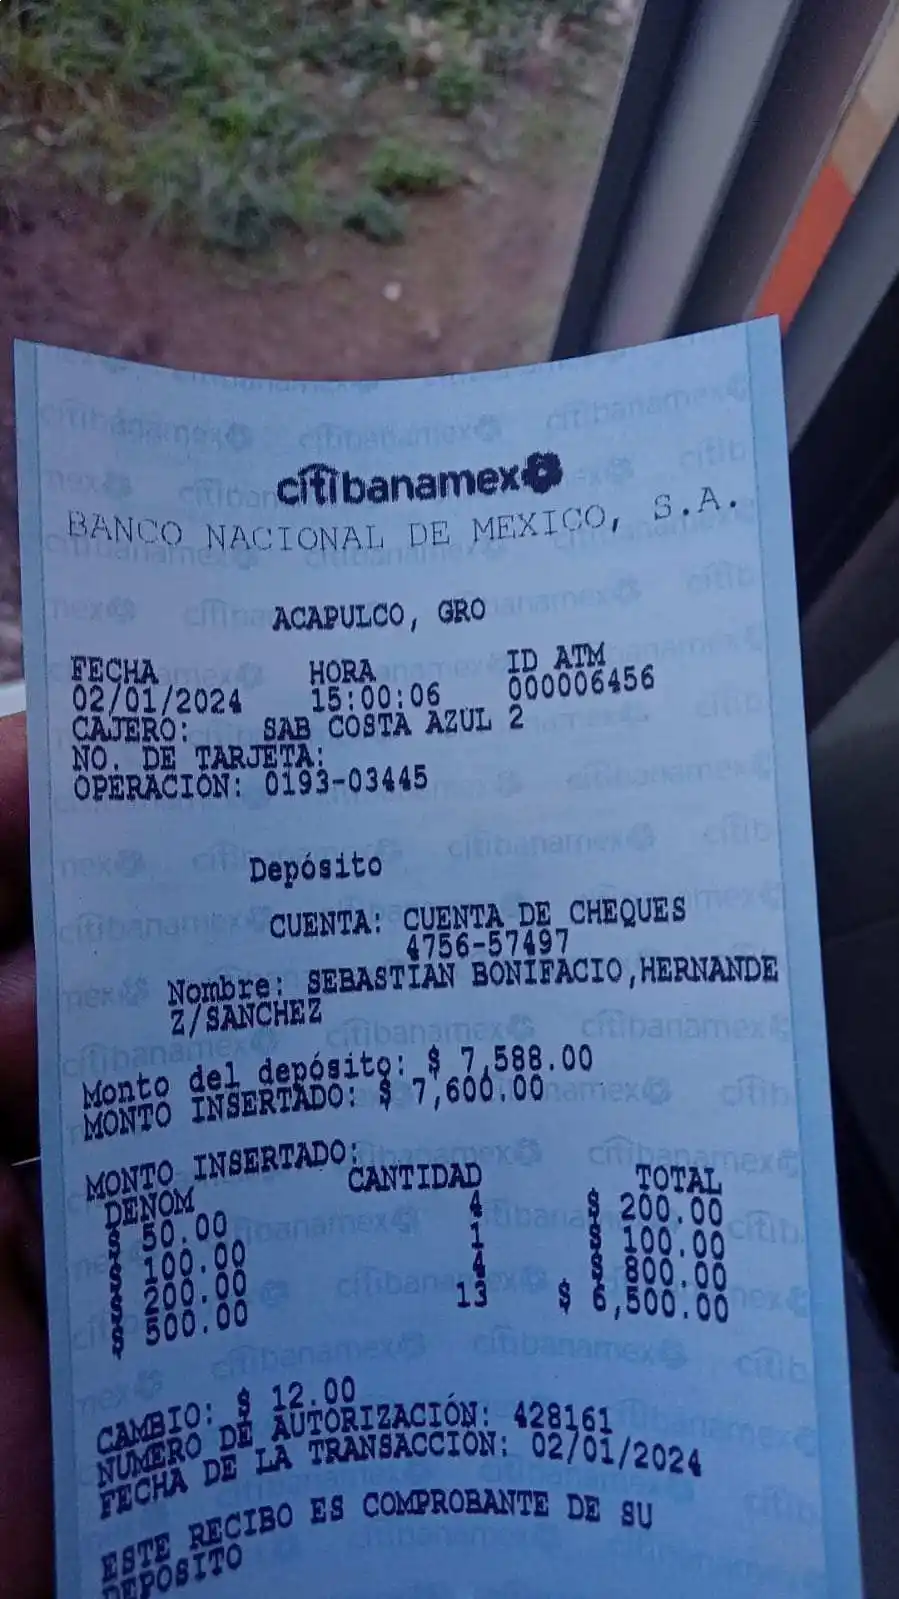 citibanamex
BANCO NACIONAL DE MEXICO, S.A.
ACAPULCO, GRO
FECHA HORA ID ATM
02/01/2024 15:00:06 000006456
CAJERO: SAB COSTA AZUL 2
NO. DE TARJETA:
OPERACION: 0193-03445
Depósito
CUENTA: CUENTA DE CHEQUES
4756-57497
Nombre: SEBASTIAN BONIFACIO,HERNANDE
Z/SANCHEZ
Monto del depósito: $ 7,588.00
MONTO INSERTADO: $ 7,600.00
MONTO INSERTADO:
DENOM CANTIDAD TOTAL
$ 50.00 4 $ 200.00
$ 100.00 1 $ 100.00
$ 200.00 4 $ 800.00
$ 500.00 13 $ 6,500.00
CAMBIO: $ 12.00
NUMERO DE AUTORIZACIÓN: 428161
FECHA DE LA TRANSACCIÓN: 02/01/2024
ESTE RECIBO ES COMPROBANTE DE SU
DEPOSITO